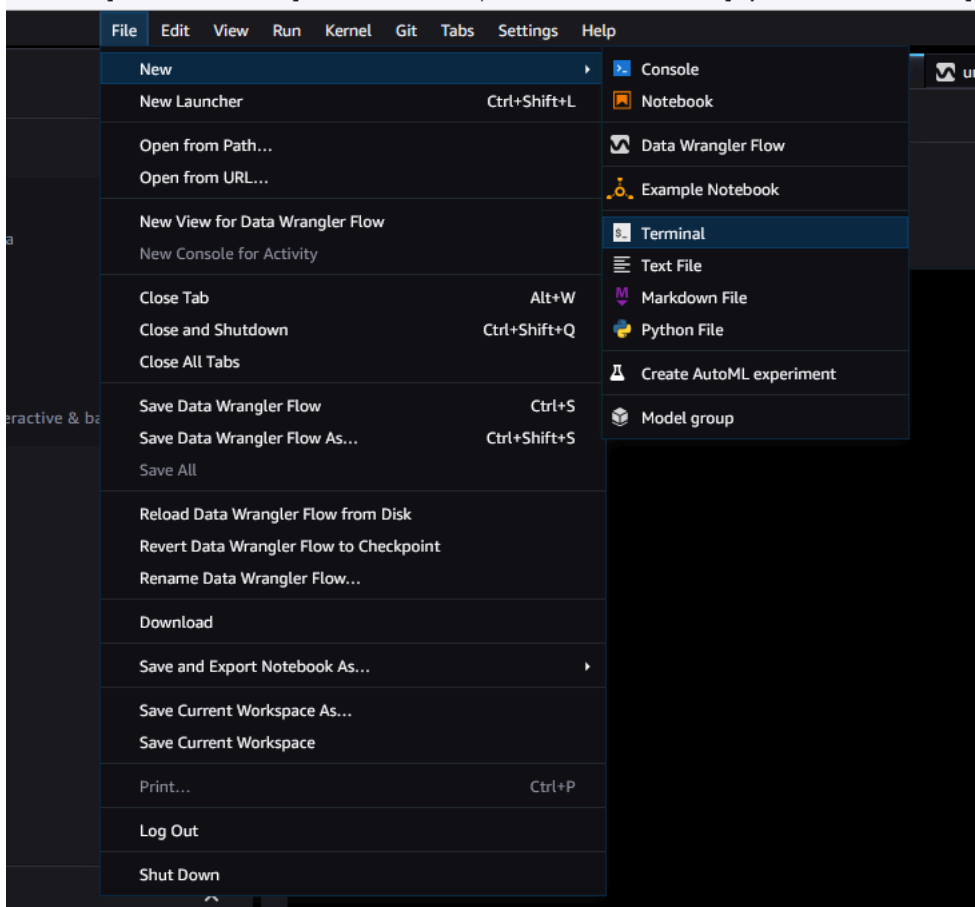 File Edit View Run Kernel Git Tabs Settings Help
New
New Launcher Ctrl+Shift+L
Open from Path...
Open from URL...
New View for Data Wrangler Flow
New Console for Activity
Close Tab Alt+W
Close and Shutdown Ctrl+Shift+Q
Close All Tabs
Save Data Wrangler Flow Ctrl+S
Save Data Wrangler Flow As... Ctrl+Shift+S
Save All
Reload Data Wrangler Flow from Disk
Revert Data Wrangler Flow to Checkpoint
Rename Data Wrangler Flow...
Download
Save and Export Notebook As...
Save Current Workspace As...
Save Current Workspace
Print... Ctrl+P
Log Out
Shut Down
Console
Notebook
Data Wrangler Flow
Example Notebook
Terminal
Text File
Markdown File
Python File
Create AutoML experiment
Model group